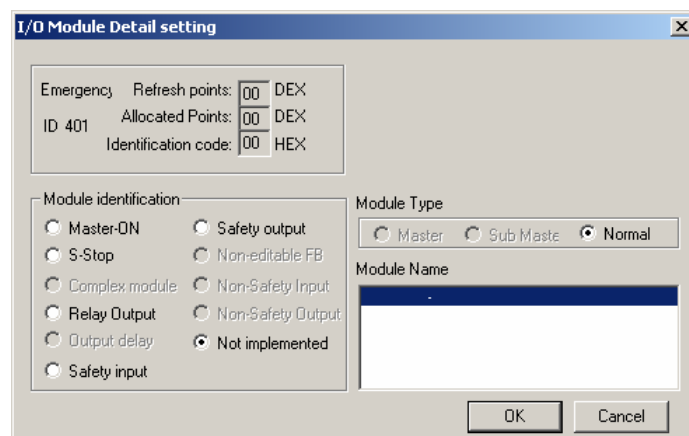 I/O Module Detail setting
Emergency Refresh points: 00 DEX
ID 401 Allocated Points: 00 DEX
Identification code: 00 HEX
Module identification
Master-ON
Safety output
S-Stop
Non-editable FB
Complex module
Non-Safety Input
Relay Output
Non-Safety Output
Output delay
Not implemented
Safety input
Module Type
Master
Sub Maste
Normal
Module Name
-
OK
Cancel